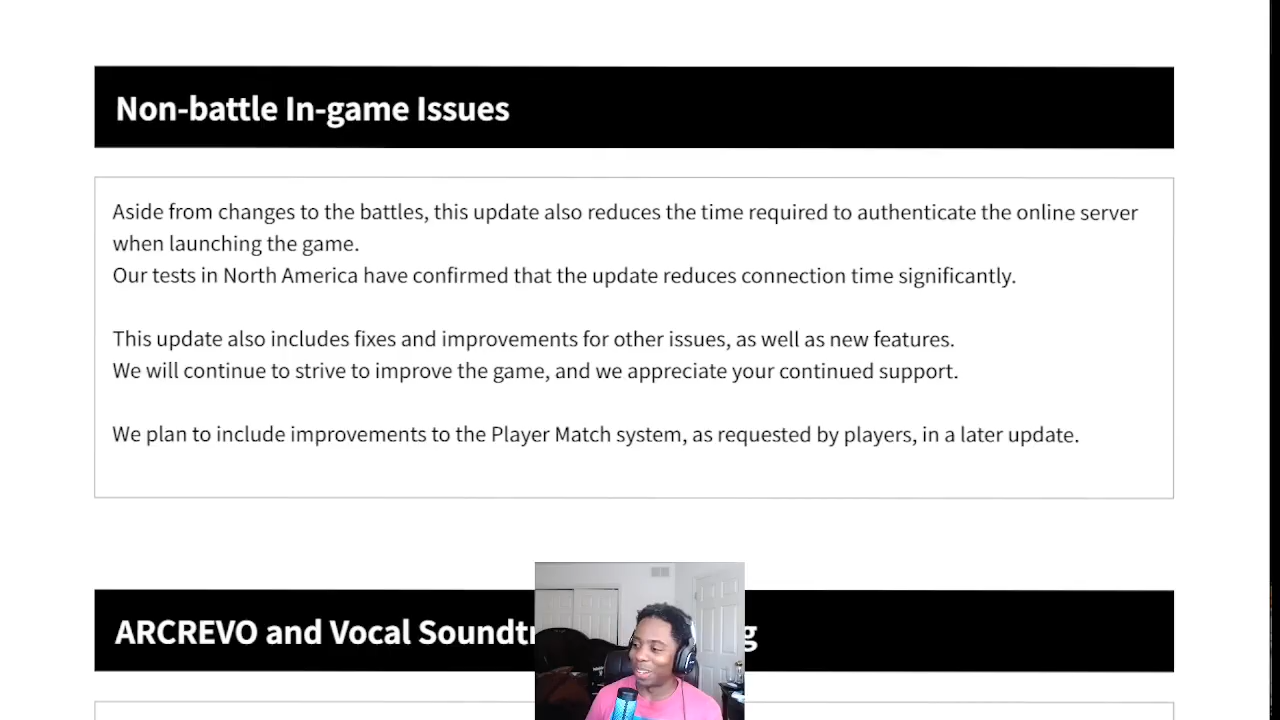 Non-battle In-game Issues
Aside from changes to the battles, this update also reduces the time required to authenticate the online server
when launching the game.
Our tests in North America have confirmed that the update reduces connection time significantly.
This update also includes fixes and improvements for other issues, as well as new features.
We will continue to strive to improve the game, and we appreciate your continued support.
We plan to include improvements to the Player Match system, as requested by players, in a later update.
ARCREVO and Vocal